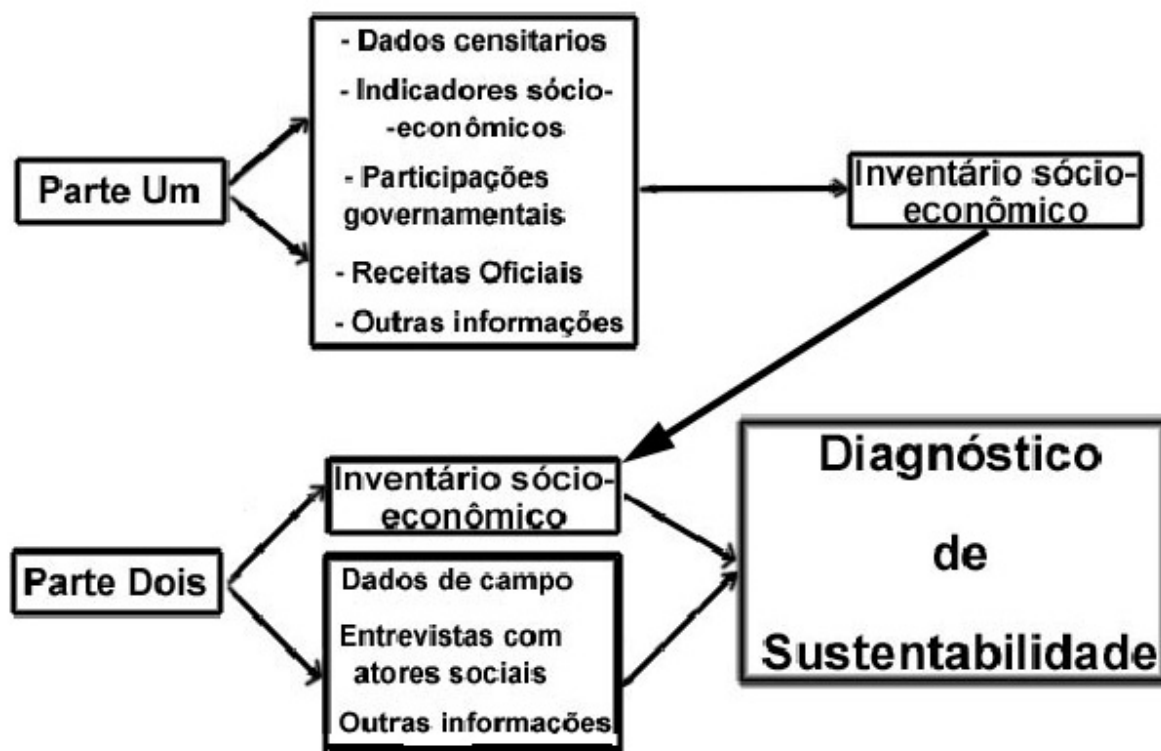 - Dados censitarios
- Indicadores sócio-
-econômicos
Parte Um
- Participações
governamentais
- Receitas Oficiais
- Outras informações
Inventário sócio-
econômico
Parte Dois
Inventário sócio-
econômico
Dados de campo
Entrevistas com
atores sociais
Outras informações
Diagnóstico
de
Sustentabilidade